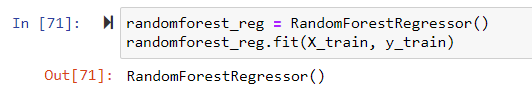 In [71]:
randomforest_reg = RandomForestRegressor()
randomforest_reg.fit(X_train, y_train)
Out[71]: RandomForestRegressor()